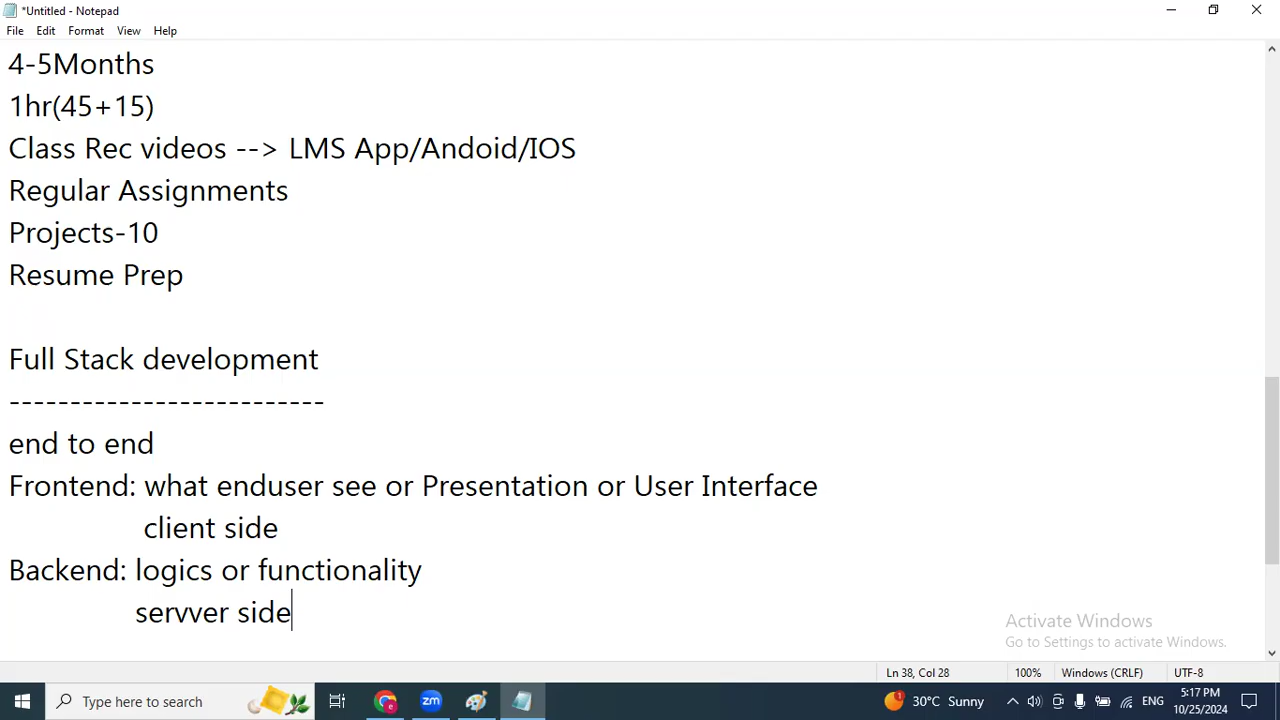 *Untitled - Notepad
File Edit Format View Help
4-5Months
1hr(45+15)
Class Rec videos --> LMS App/Andoid/IOS
Regular Assignments
Projects-10
Resume Prep
Full Stack development
--------------------------
end to end
Frontend: what enduser see or Presentation or User Interface
client side
Backend: logics or functionality
servver side
Activate Windows
Go to Settings to activate Windows.
Ln 38, Col 28 100% Windows (CRLF) UTF-8
Type here to search
zm
1 30°C Sunny ENG 5:17 PM
10/25/2024